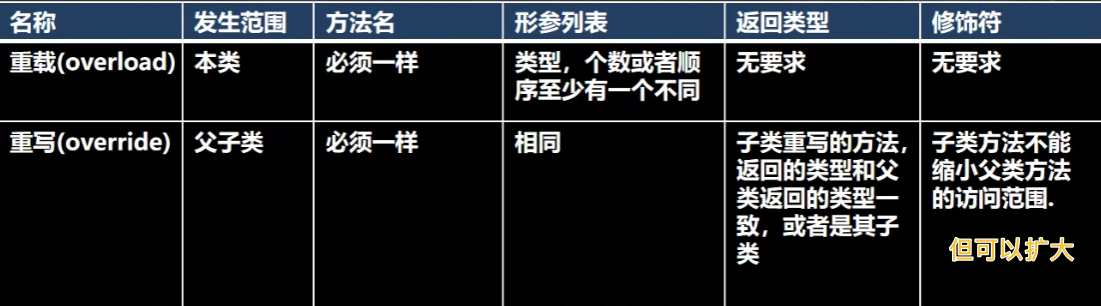 名称 发生范围 方法名 形参列表 返回类型 修饰符
重载(overload) 本类 必须一样 类型，个数或者顺 无要求 无要求
序至少有一个不同
重写(override) 父子类 必须一样 相同 子类重写的方法， 子类方法不能
返回的类型和父 缩小父类方法
类返回的类型一 的访问范围.
致，或者是其子 但可以扩大
类